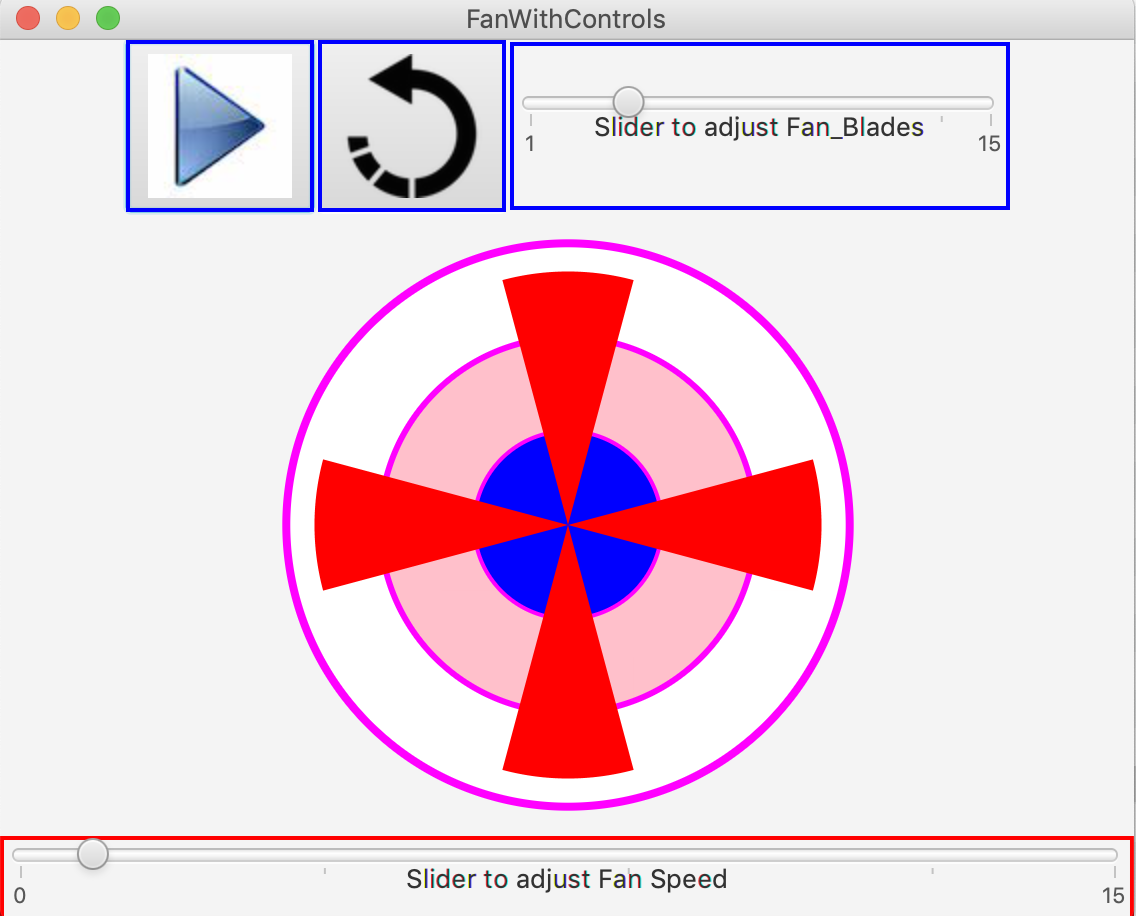 FanWithControls
Slider to adjust Fan_Blades
1 15
Slider to adjust Fan Speed
0 15